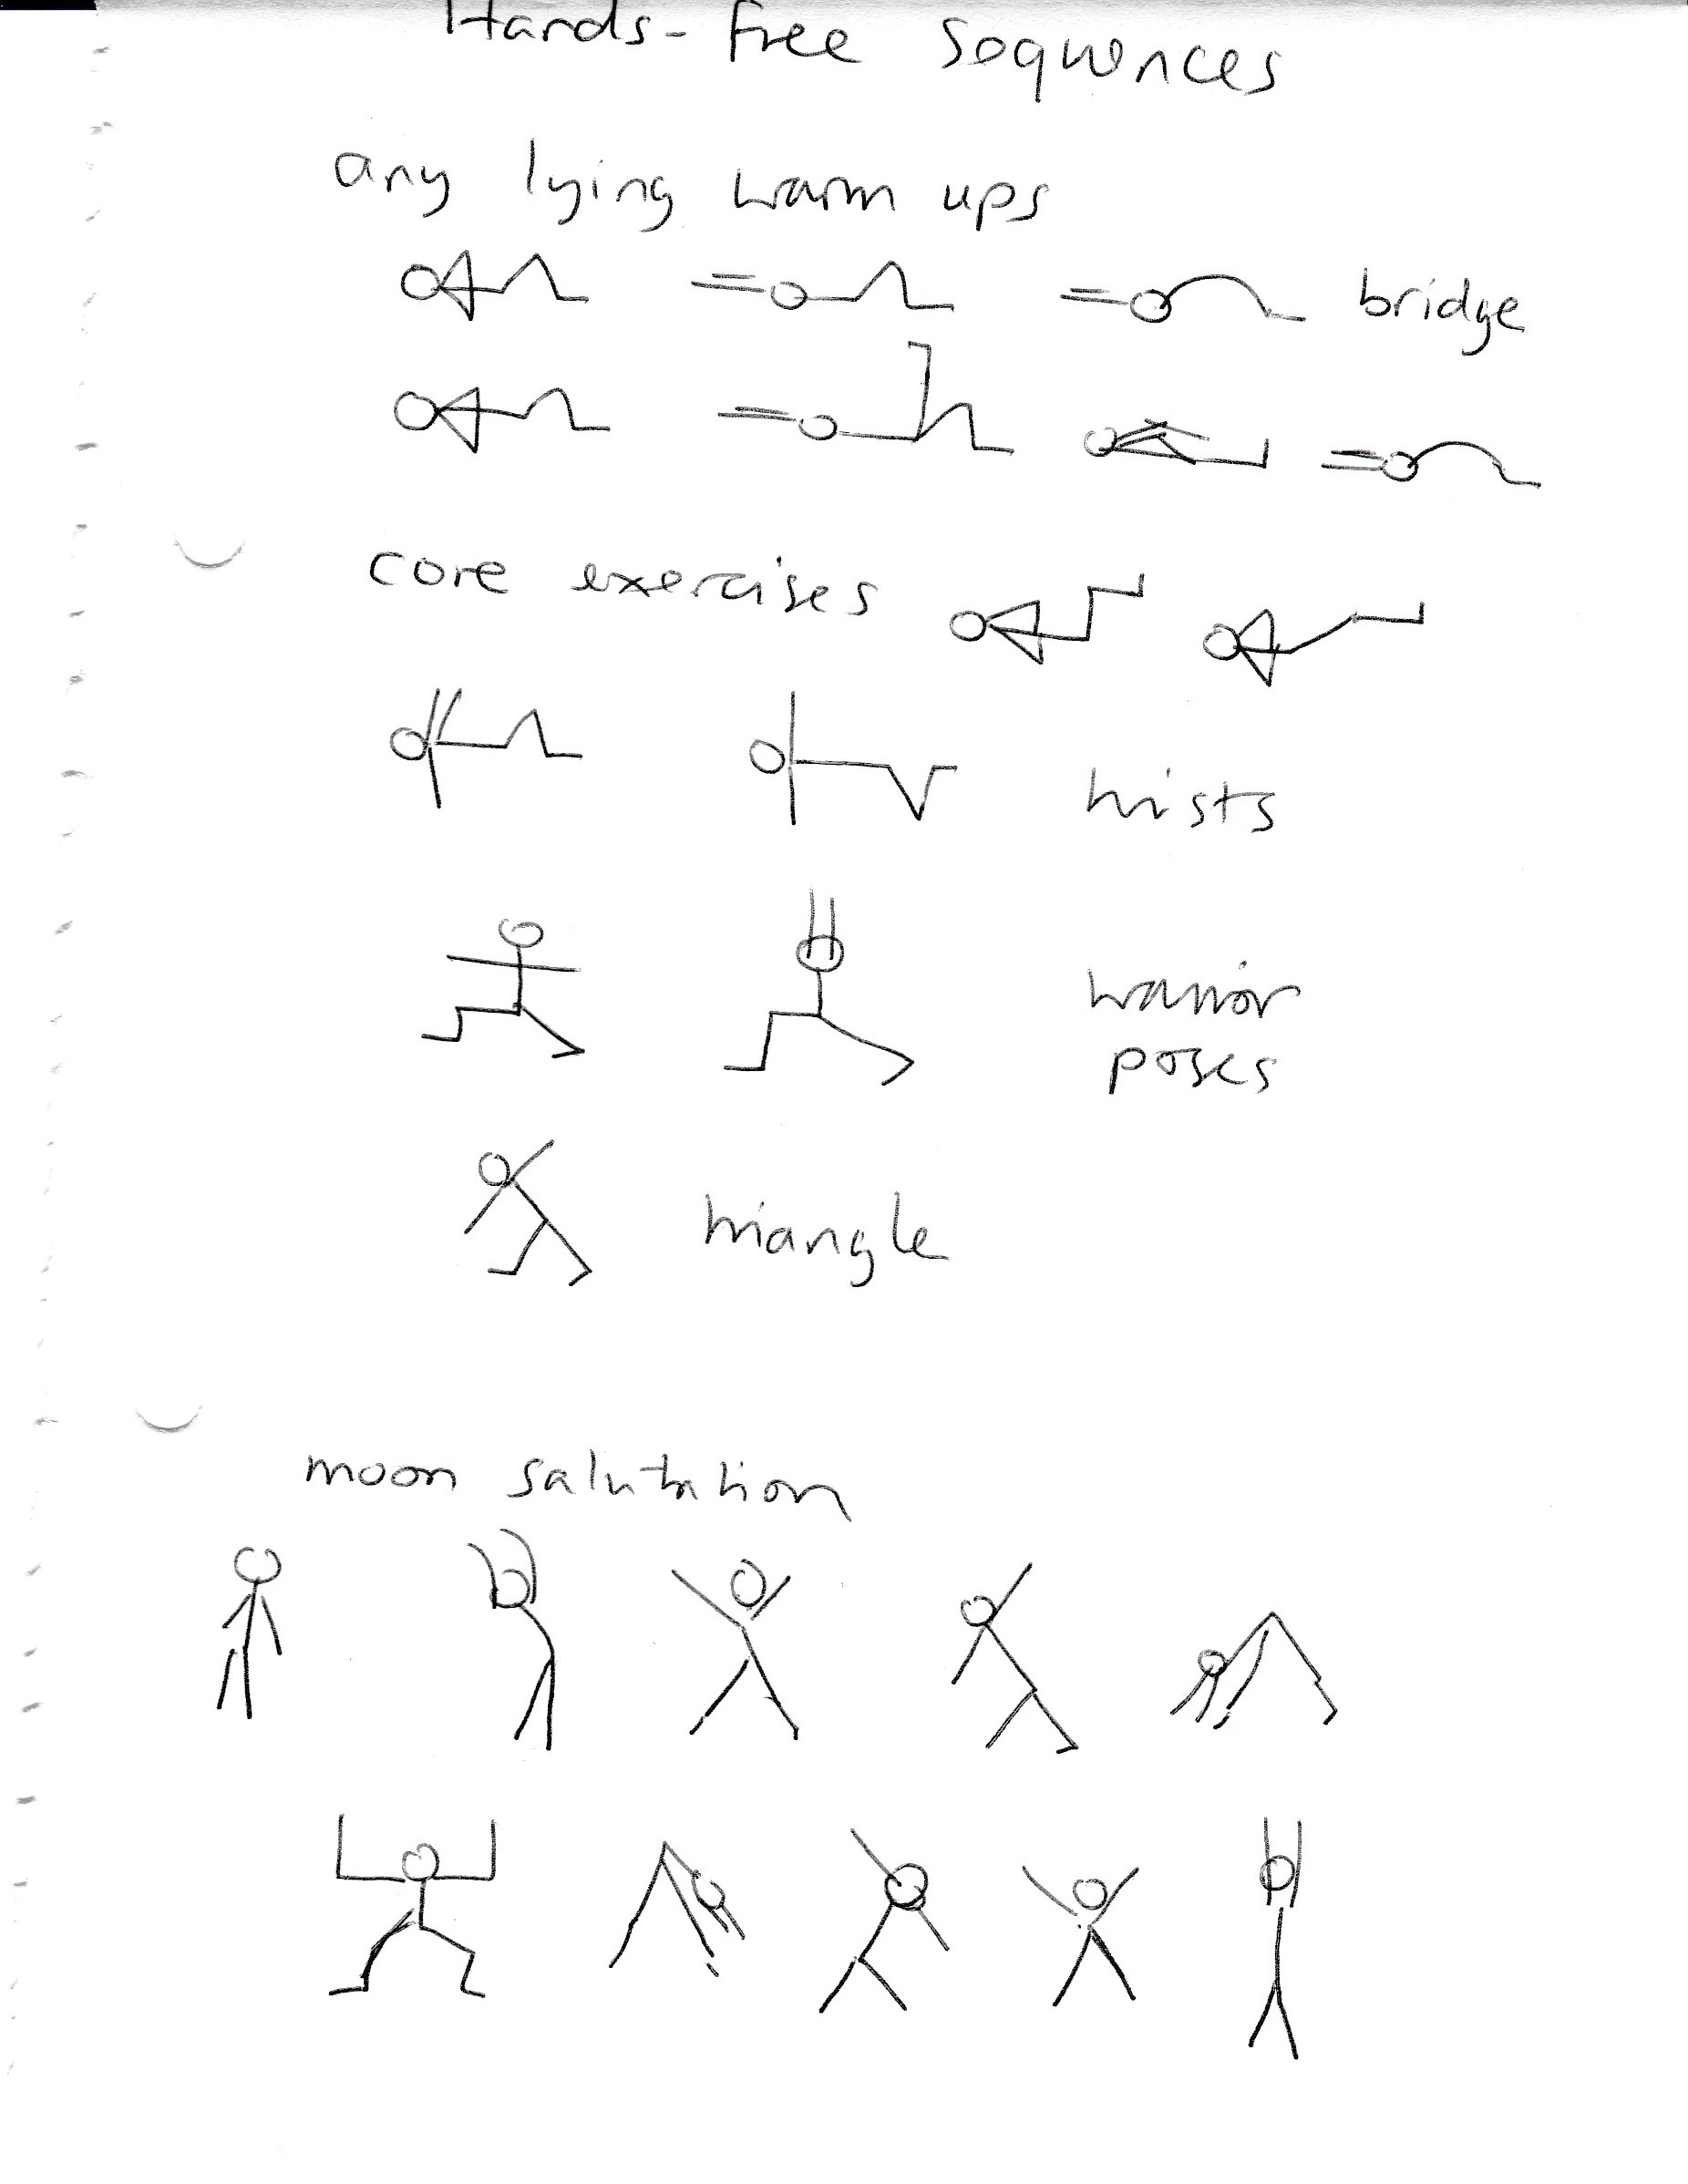 Hands-Free Sequences
any lying warm ups
bridge
core exercises
twists
warrior
poses
triangle
moon salutation